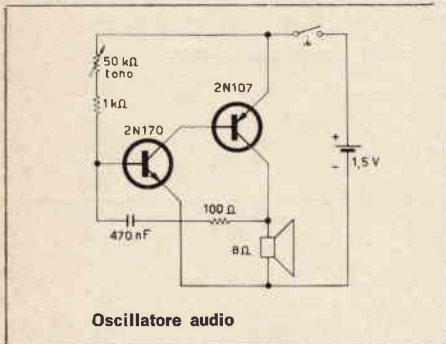 50 kΩ
tono
1 kΩ
2N170
2N107
+
1,5 V
-
100 Ω
470 nF
8Ω
Oscillatore audio